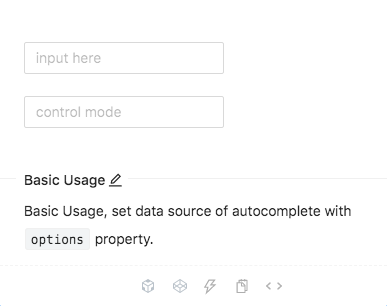 input here
control mode
Basic Usage
Basic Usage, set data source of autocomplete with
options property.